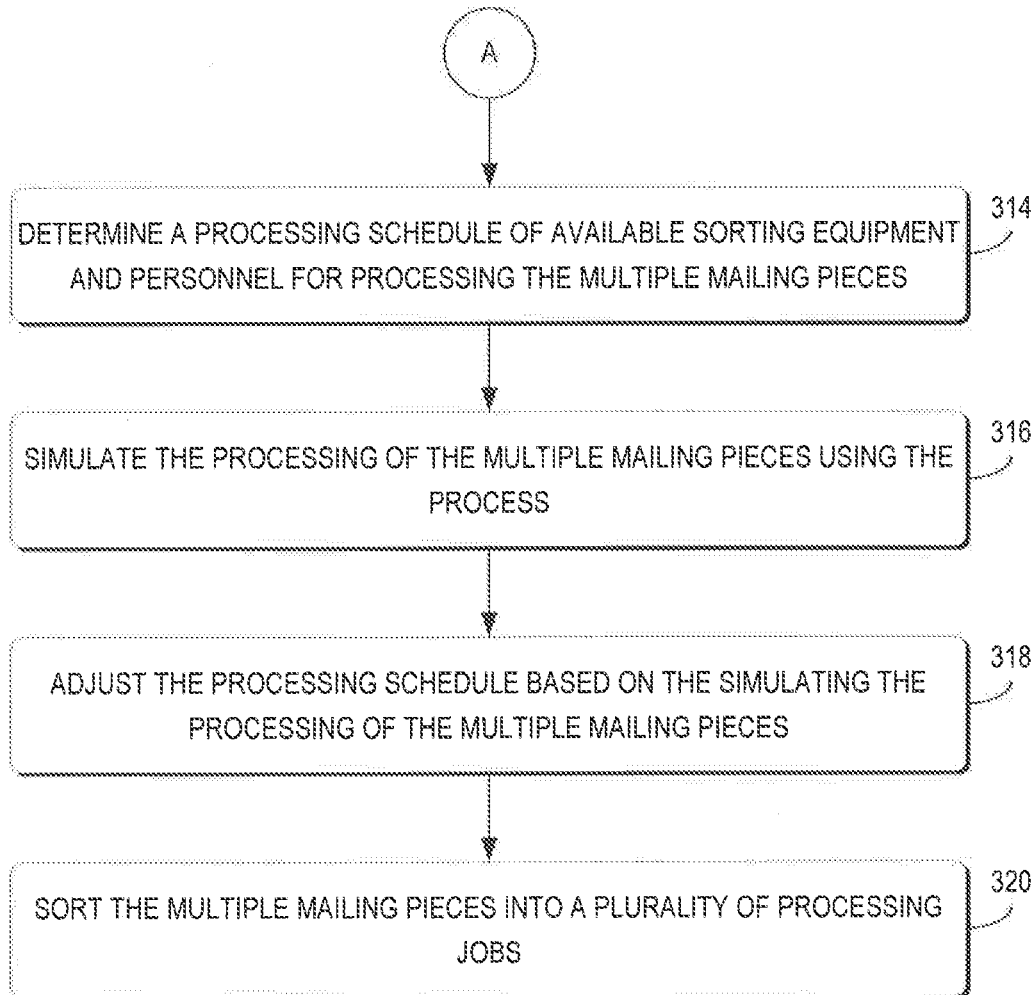 A
314
DETERMINE A PROCESSING SCHEDULE OF AVAILABLE SORTING EQUIPMENT
AND PERSONNEL FOR PROCESSING THE MULTIPLE MAILING PIECES
316
SIMULATE THE PROCESSING OF THE MULTIPLE MAILING PIECES USING THE
PROCESS
318
ADJUST THE PROCESSING SCHEDULE BASED ON THE SIMULATING THE
PROCESSING OF THE MULTIPLE MAILING PIECES
320
SORT THE MULTIPLE MAILING PIECES INTO A PLURALITY OF PROCESSING
JOBS